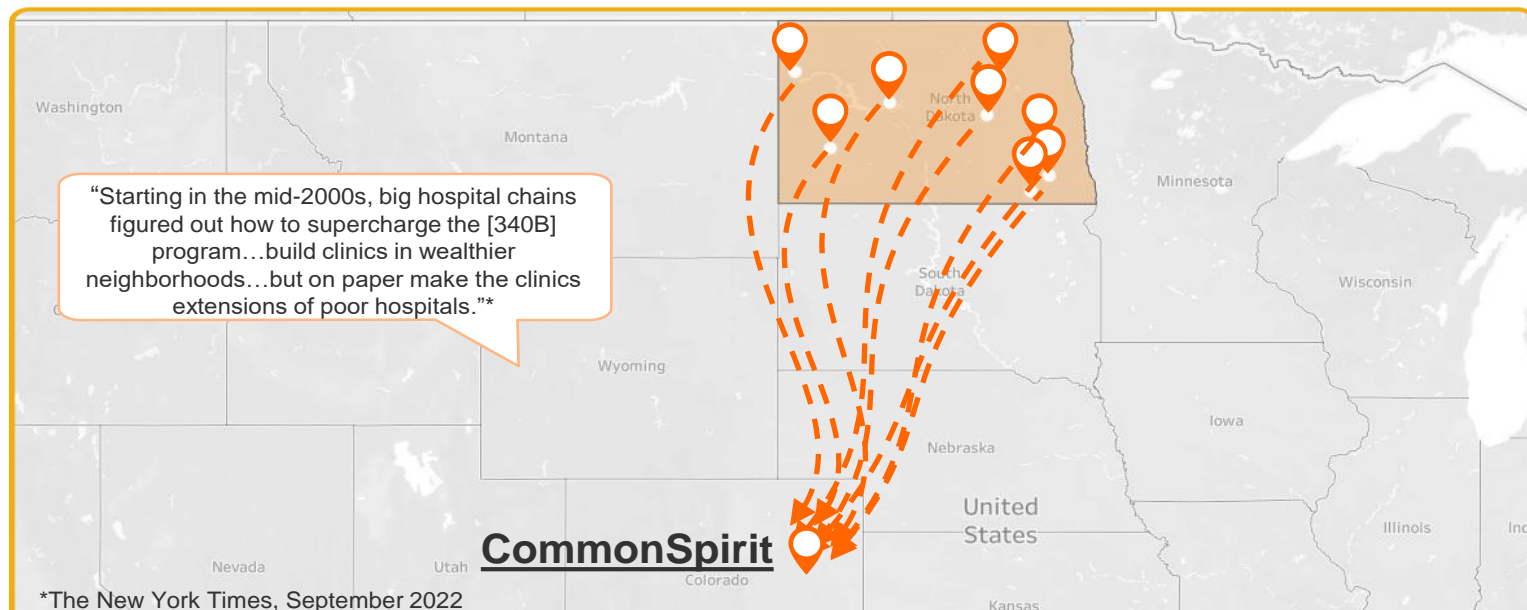 Washington
Montana
North
Dakota
Minnesota
“Starting in the mid-2000s, big hospital chains
figured out how to supercharge the [340B]
program…build clinics in wealthier
neighborhoods…but on paper make the clinics
extensions of poor hospitals.”*
South
Dakota
Wisconsin
Wyoming
Iowa
Nebraska
United
States
Illinois
CommonSpirit
Nevada
Utah
Colorado
Kansas
*The New York Times, September 2022